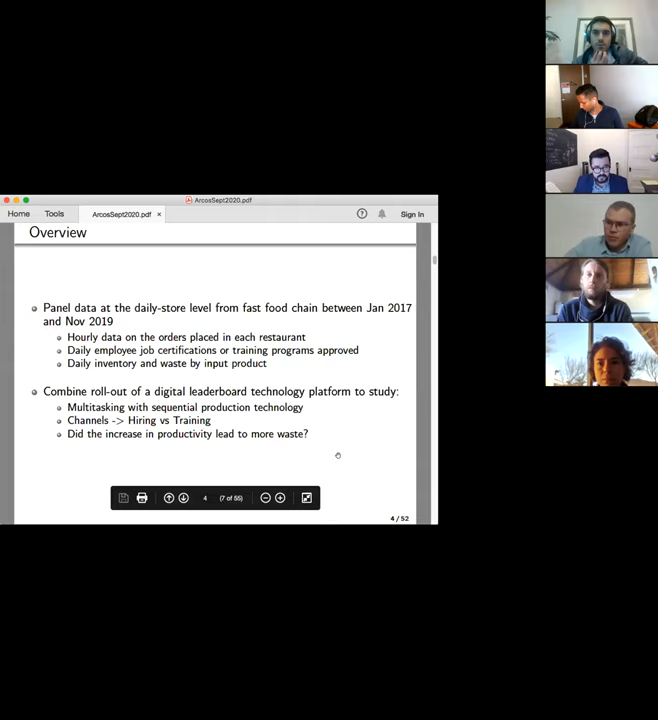 ArcosSept2020.pdf
Home Tools ArcosSept2020.pdf × Sign In
Overview
Panel data at the daily-store level from fast food chain between Jan 2017
and Nov 2019
Hourly data on the orders placed in each restaurant
Daily employee job certifications or training programs approved
Daily inventory and waste by input product
Combine roll-out of a digital leaderboard technology platform to study:
Multitasking with sequential production technology
Channels -> Hiring vs Training
Did the increase in productivity lead to more waste?
4 (7 of 55)
4 / 52